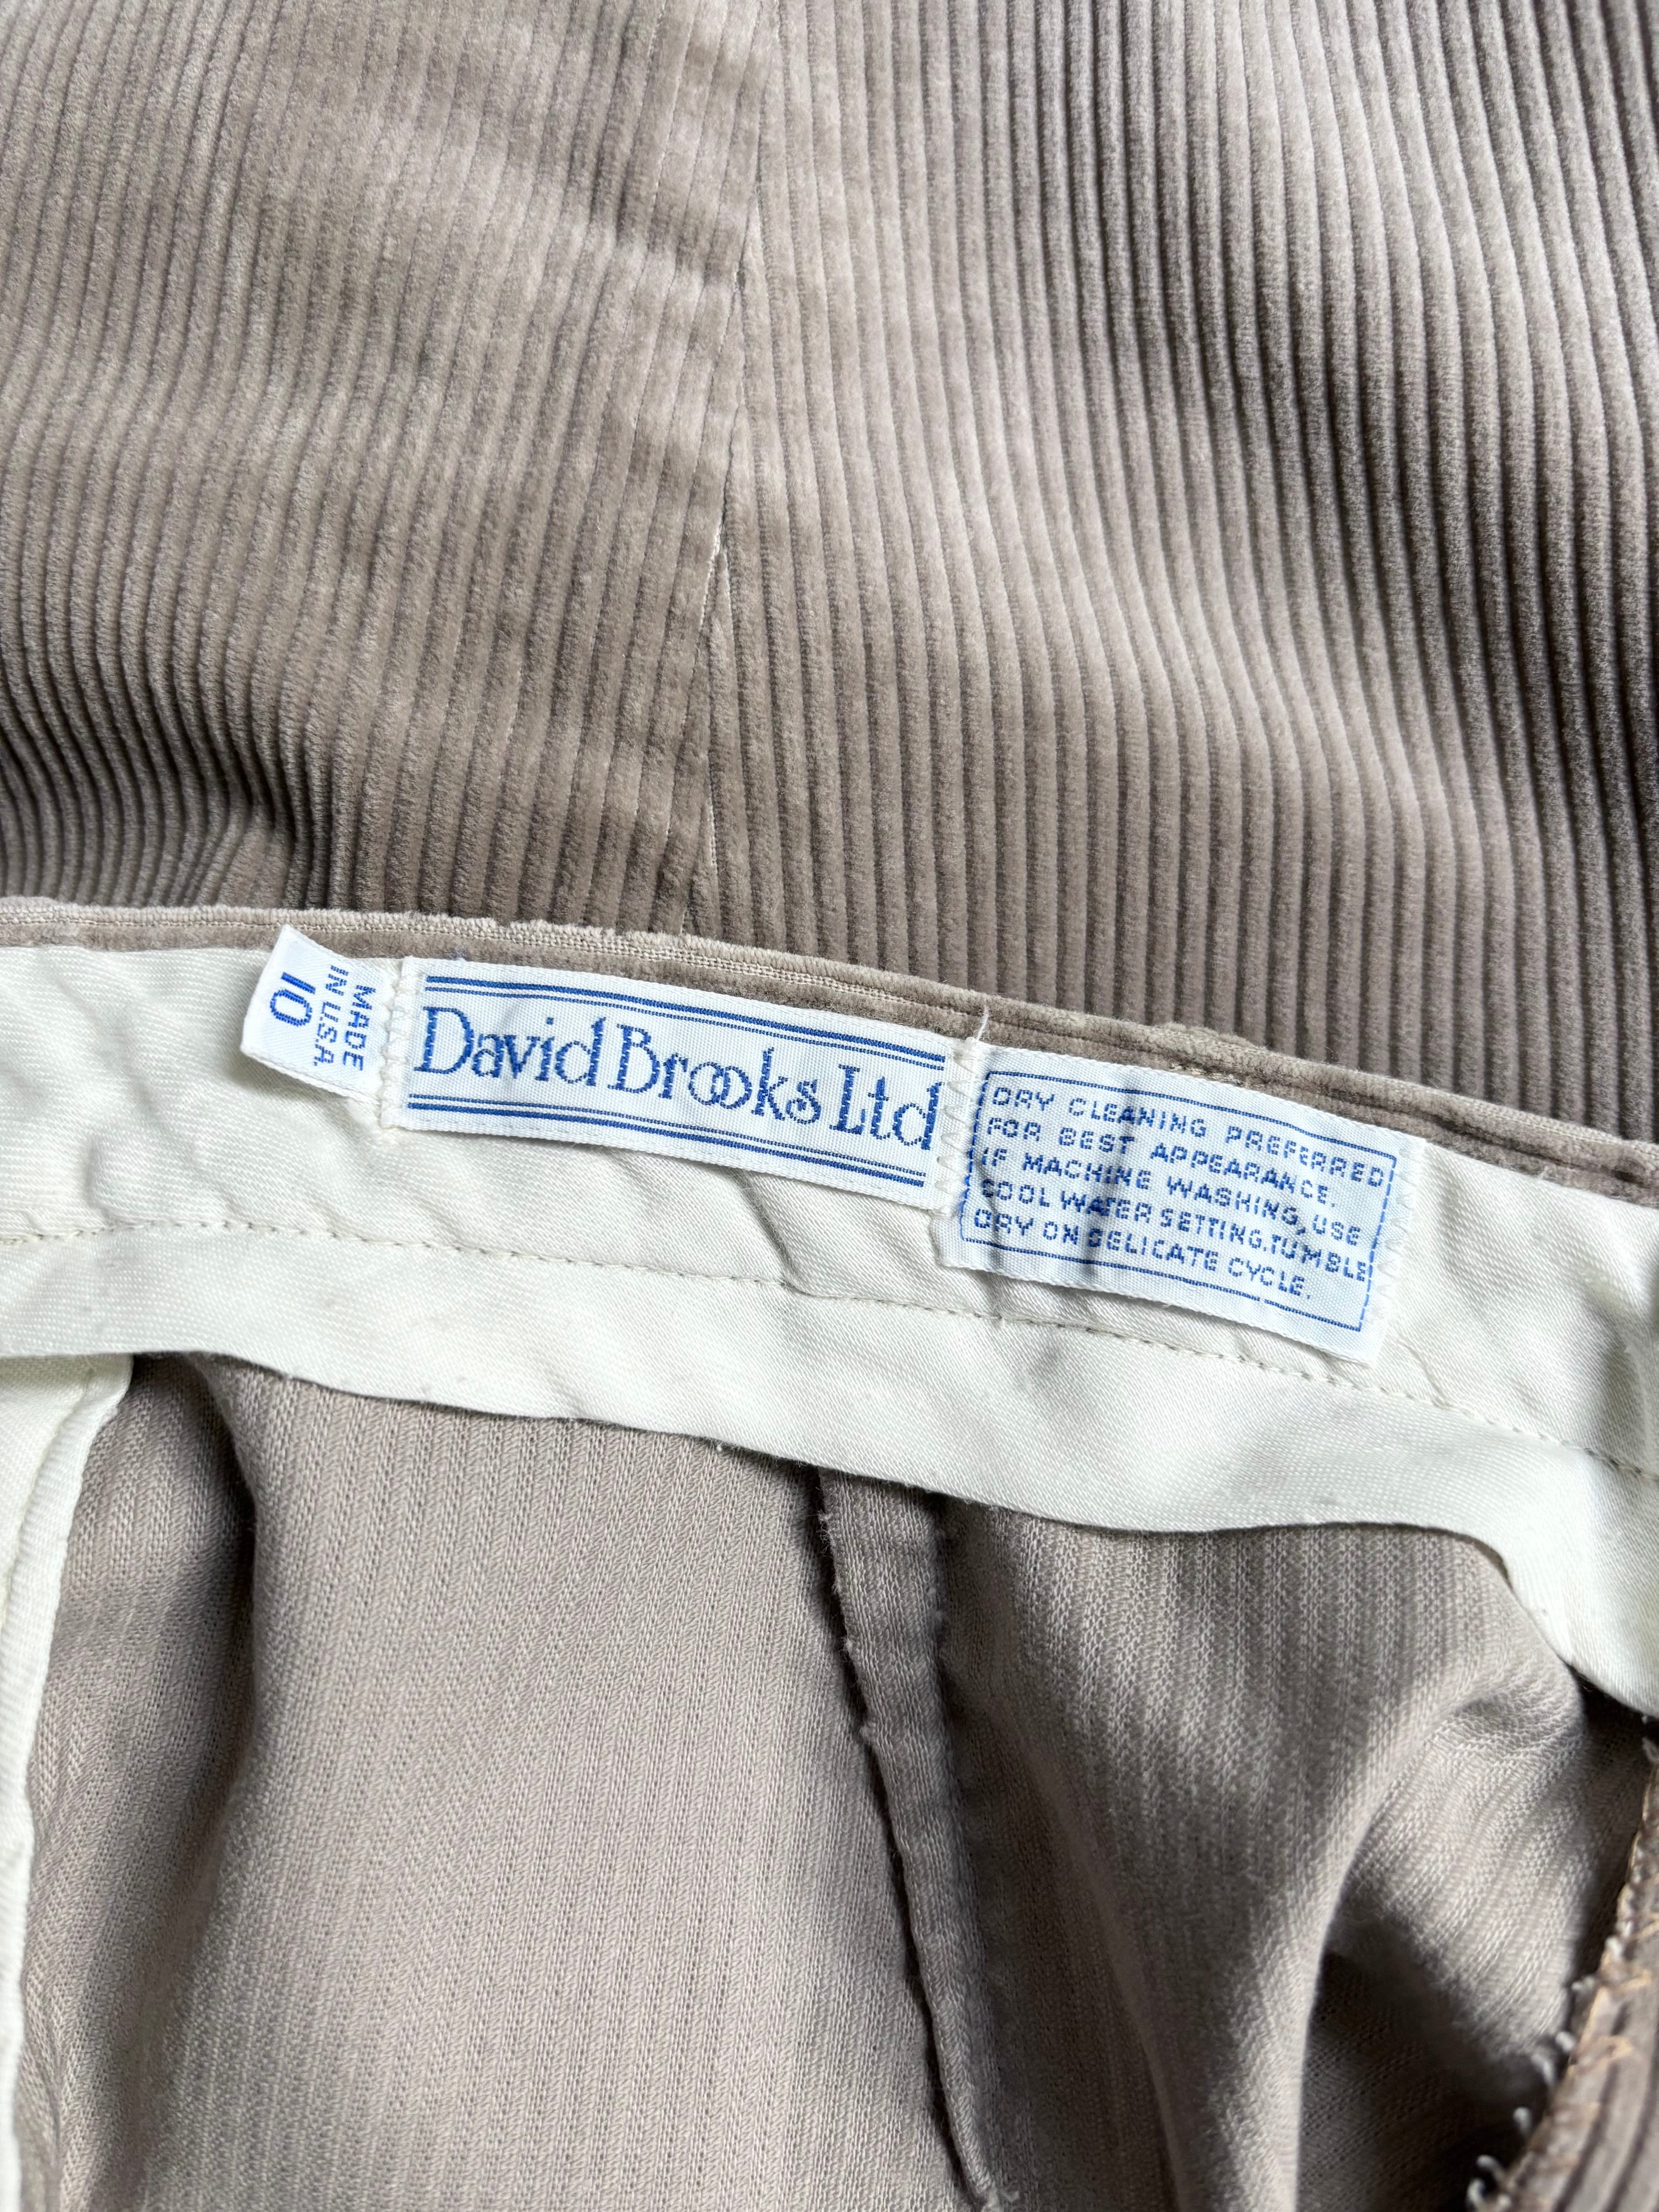 MADE
IN U.S.A.
10
David Brooks Ltd
DRY CLEANING PREFERRED
FOR BEST APPEARANCE.
IF MACHINE WASHING, USE
COOL WATER SETTING. TUMBLE
DRY ON DELICATE CYCLE.